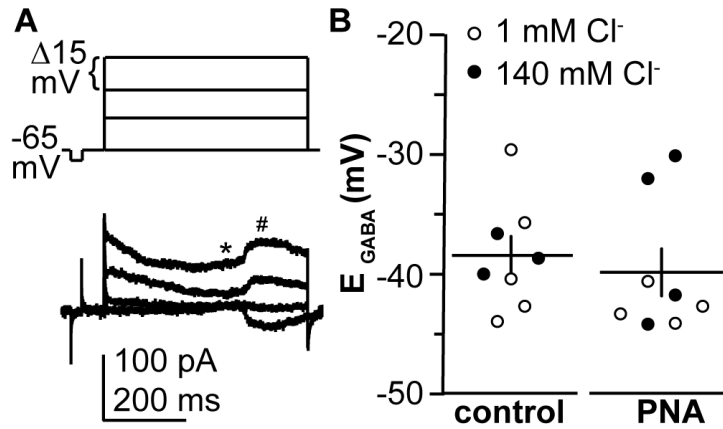 A
Δ15
mV
-65
mV
*
#
100 pA
200 ms
B
-20
-30
-40
-50
E GABA (mV)
1 mM Cl-
140 mM Cl-
control
PNA